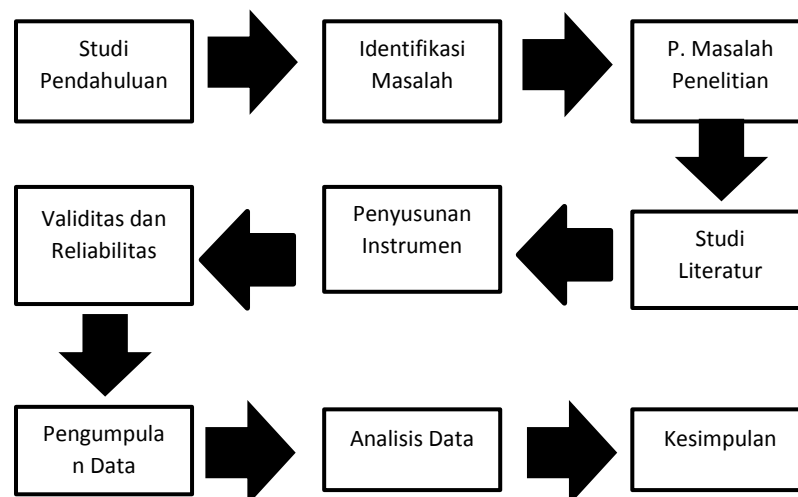 Studi
Pendahuluan
Identifikasi
Masalah
P. Masalah
Penelitian
Studi
Literatur
Penyusunan
Instrumen
Validitas dan
Reliabilitas
Pengumpula
n Data
Analisis Data
Kesimpulan